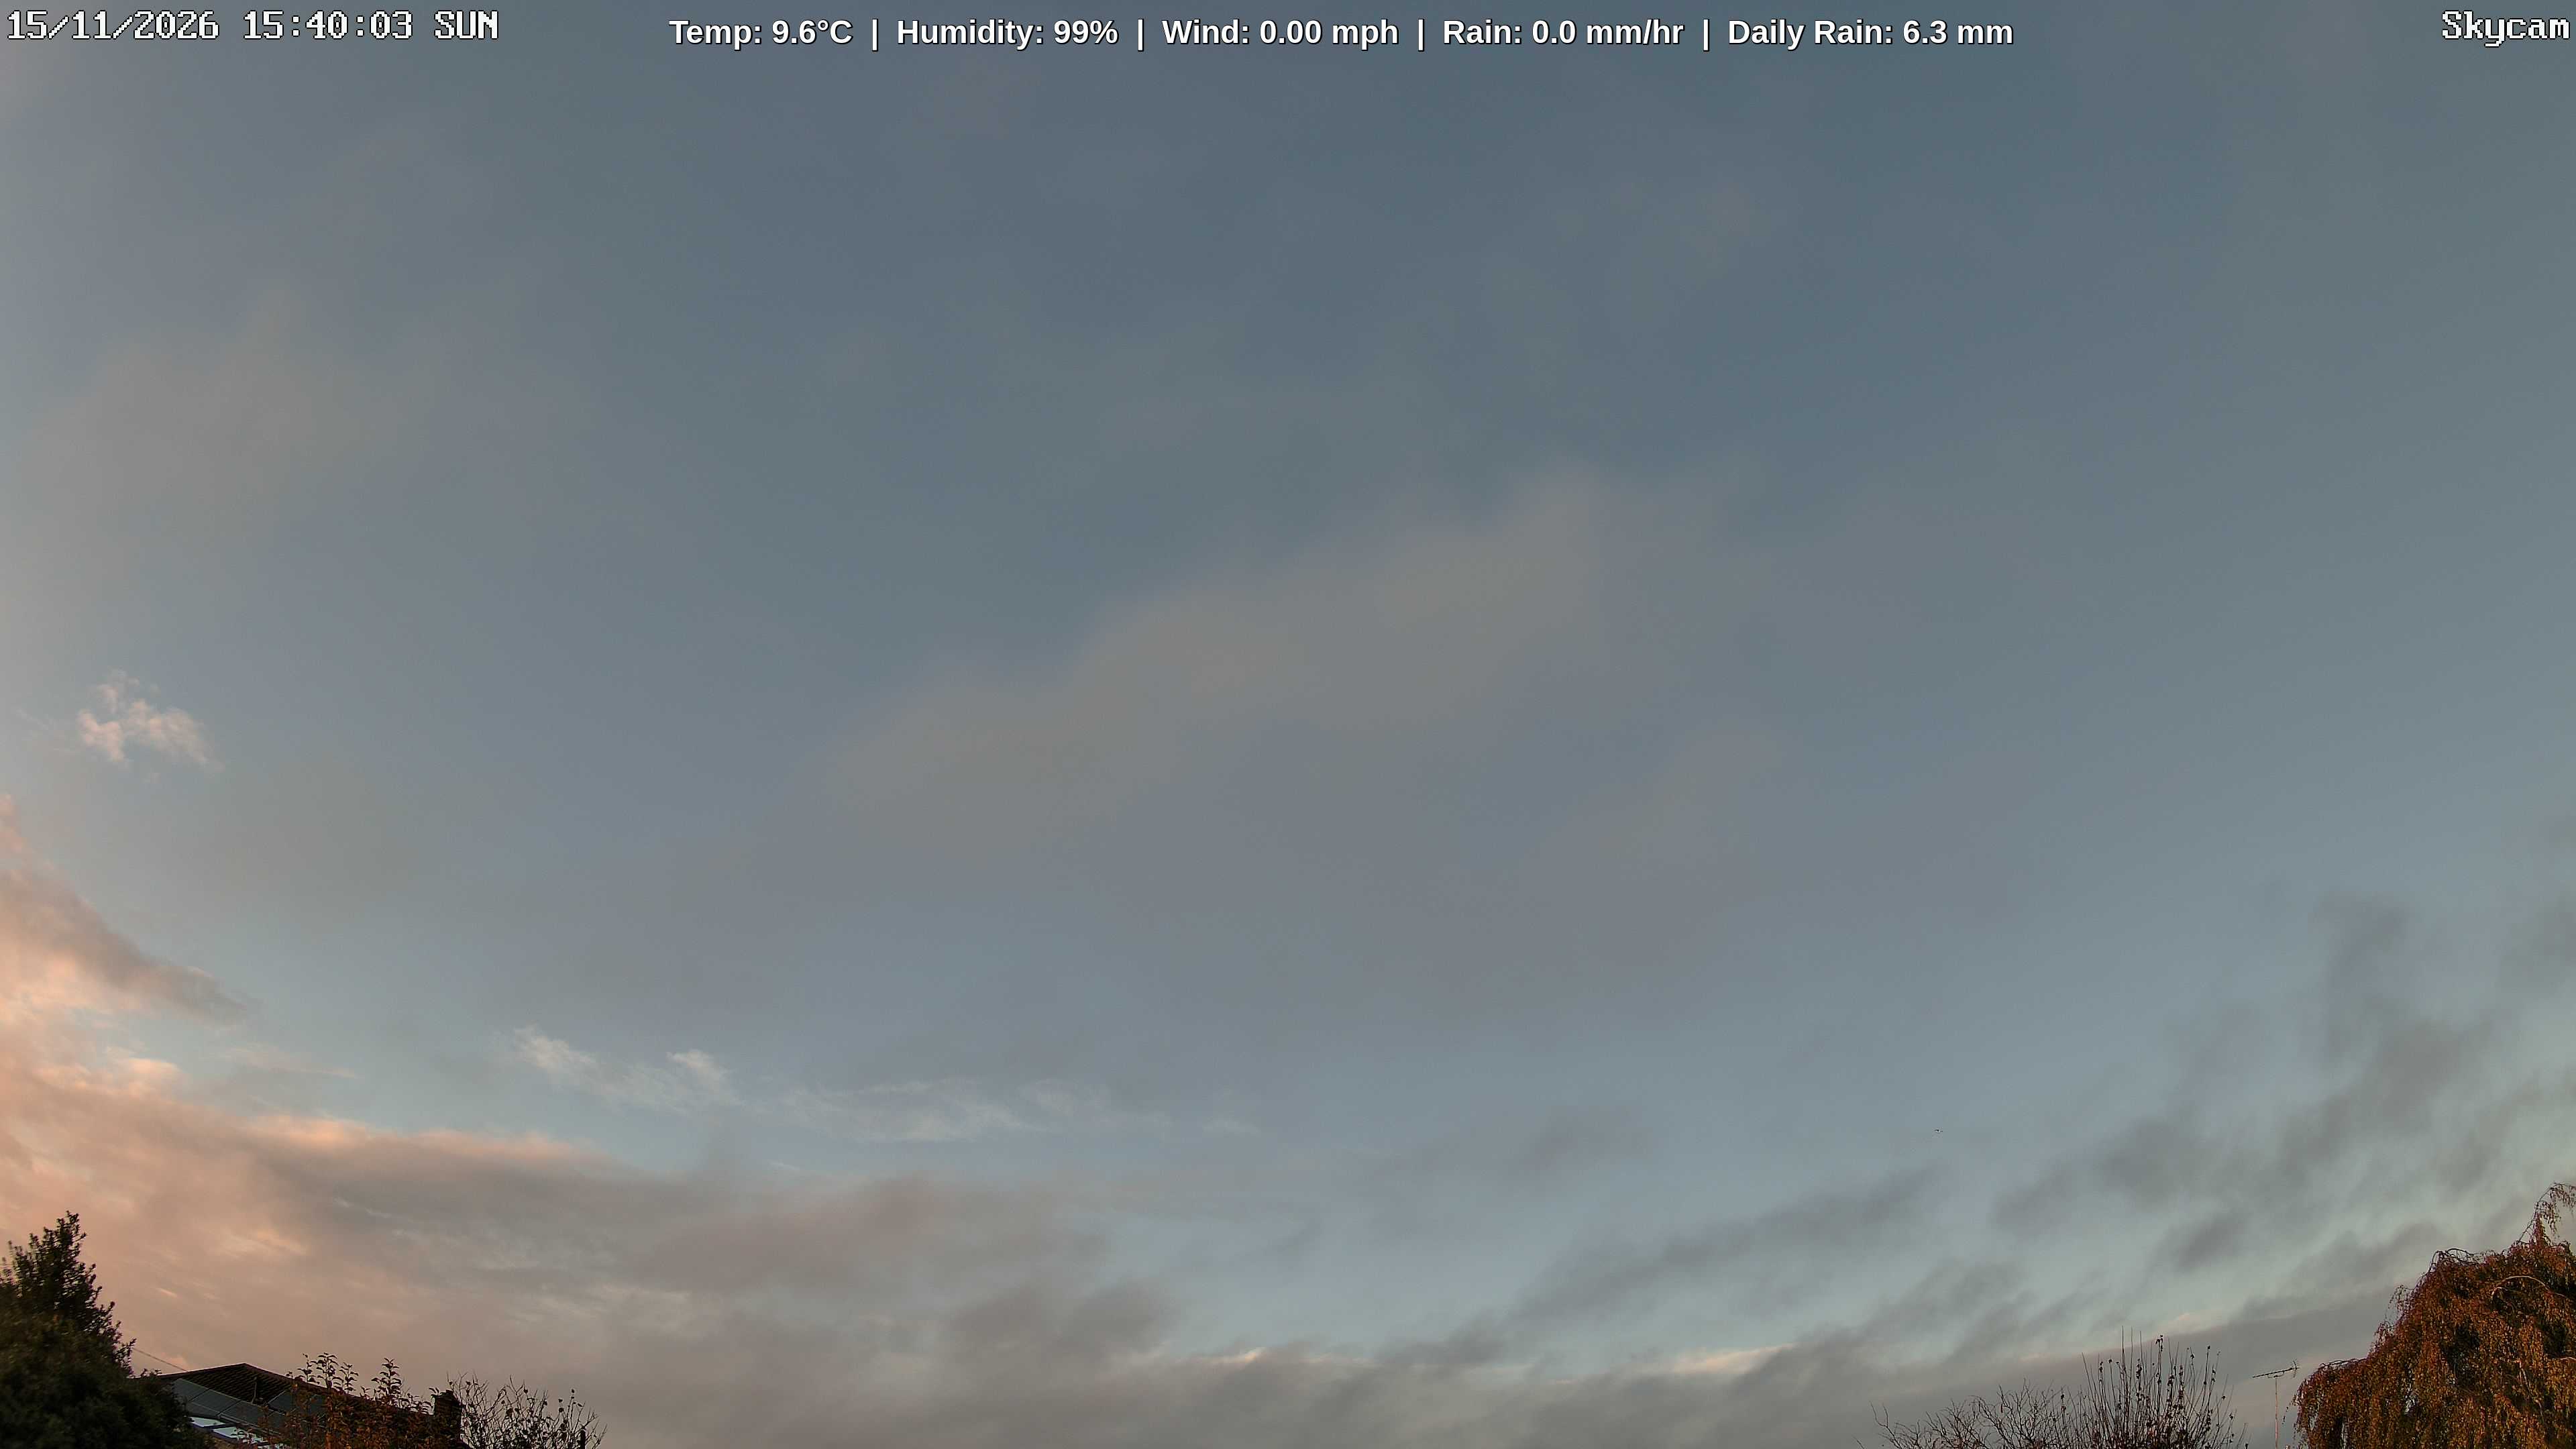 15/11/2026 15:40:03 SUN
Temp: 9.6°C | Humidity: 99% | Wind: 0.00 mph | Rain: 0.0 mm/hr | Daily Rain: 6.3 mm
Skycam